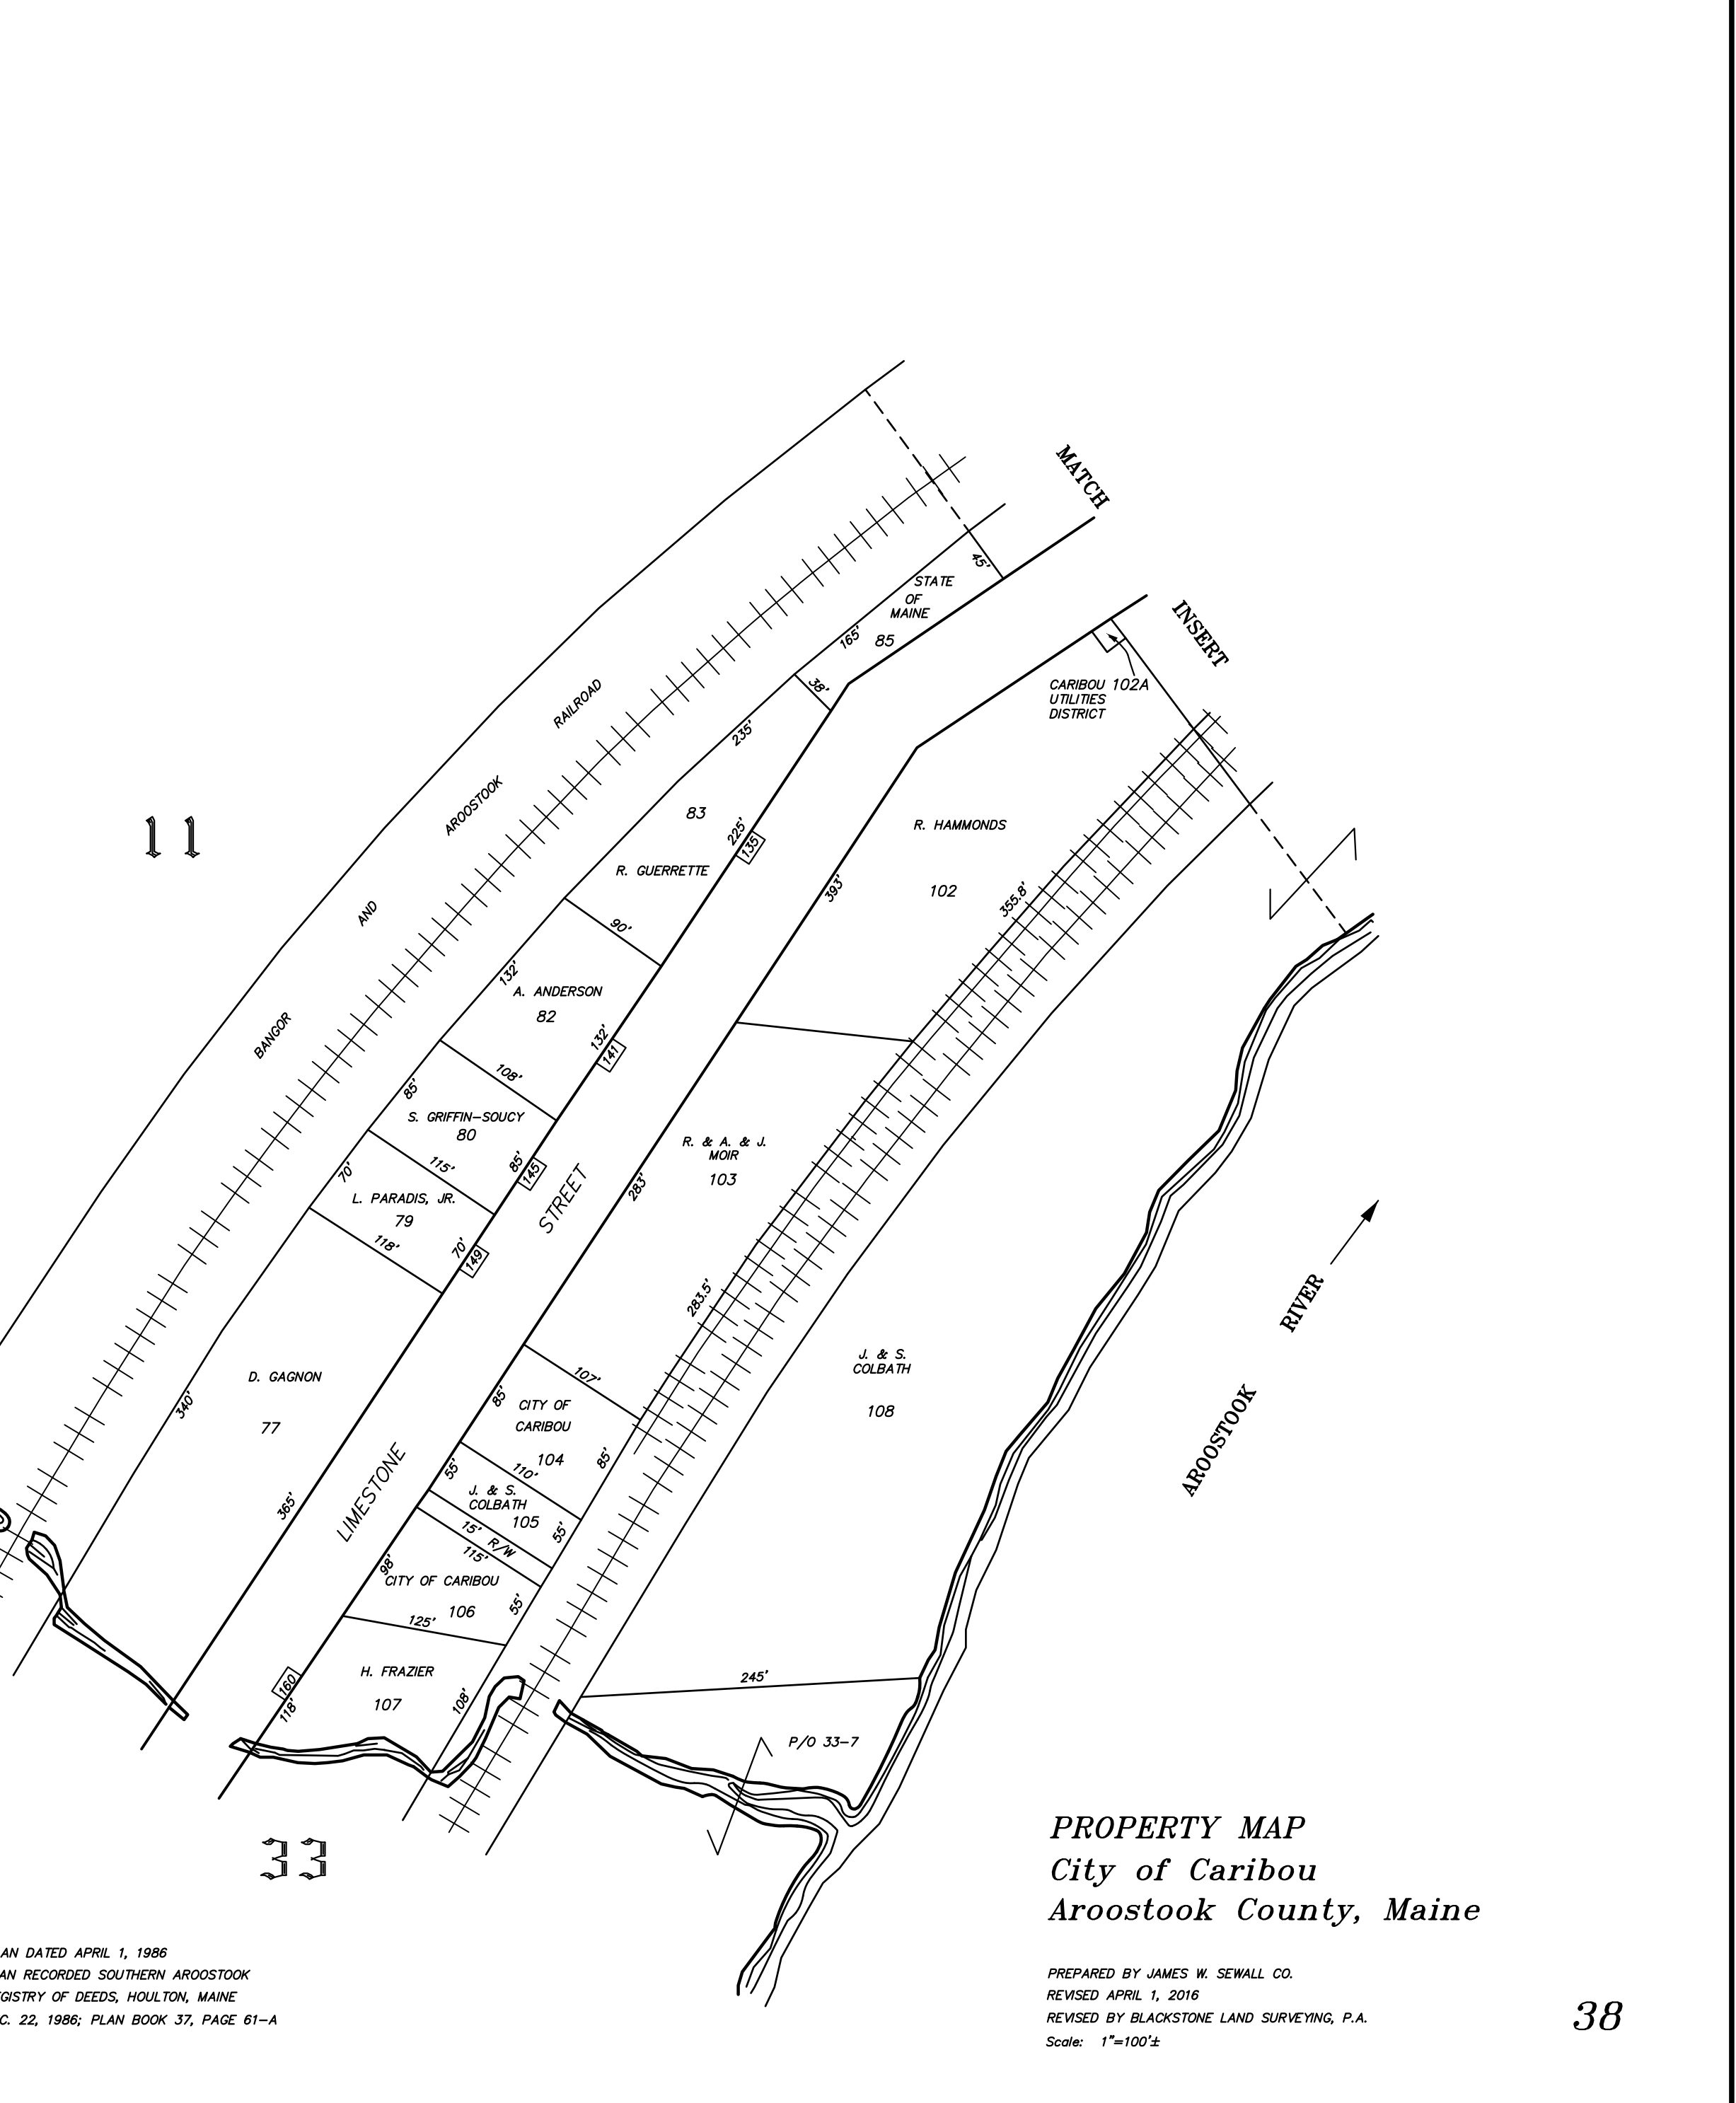 MATCH
INSERT
45'
STATE
OF
MAINE
85
165'
38'
CARIBOU 102A
UTILITIES
DISTRICT
RAILROAD
AROOSTOOK
AND
BANGOR
11
235'
83
R. GUERRETTE
225'
135
90'
R. HAMMONDS
102
393'
355.8'
132'
A. ANDERSON
82
132'
141
108'
85'
S. GRIFFIN-SOUCY
80
85'
145
115'
70'
L. PARADIS, JR.
79
70'
149
118'
STREET
LIMESTONE
283'
R. & A. & J.
MOIR
103
283.5'
D. GAGNON
77
340'
365'
107'
85'
CITY OF
CARIBOU
104
85'
110'
55'
J. & S.
COLBATH
105
55'
15' R/W
115'
98'
CITY OF CARIBOU
106
55'
125'
H. FRAZIER
107
160
118'
108'
J. & S.
COLBATH
108
245'
P/O 33-7
AROOSTOOK
RIVER
33
PROPERTY MAP
City of Caribou
Aroostook County, Maine
AN DATED APRIL 1, 1986
AN RECORDED SOUTHERN AROOSTOOK
GISTRY OF DEEDS, HOULTON, MAINE
C. 22, 1986; PLAN BOOK 37, PAGE 61-A
PREPARED BY JAMES W. SEWALL CO.
REVISED APRIL 1, 2016
REVISED BY BLACKSTONE LAND SURVEYING, P.A.
Scale: 1"=100'±
38